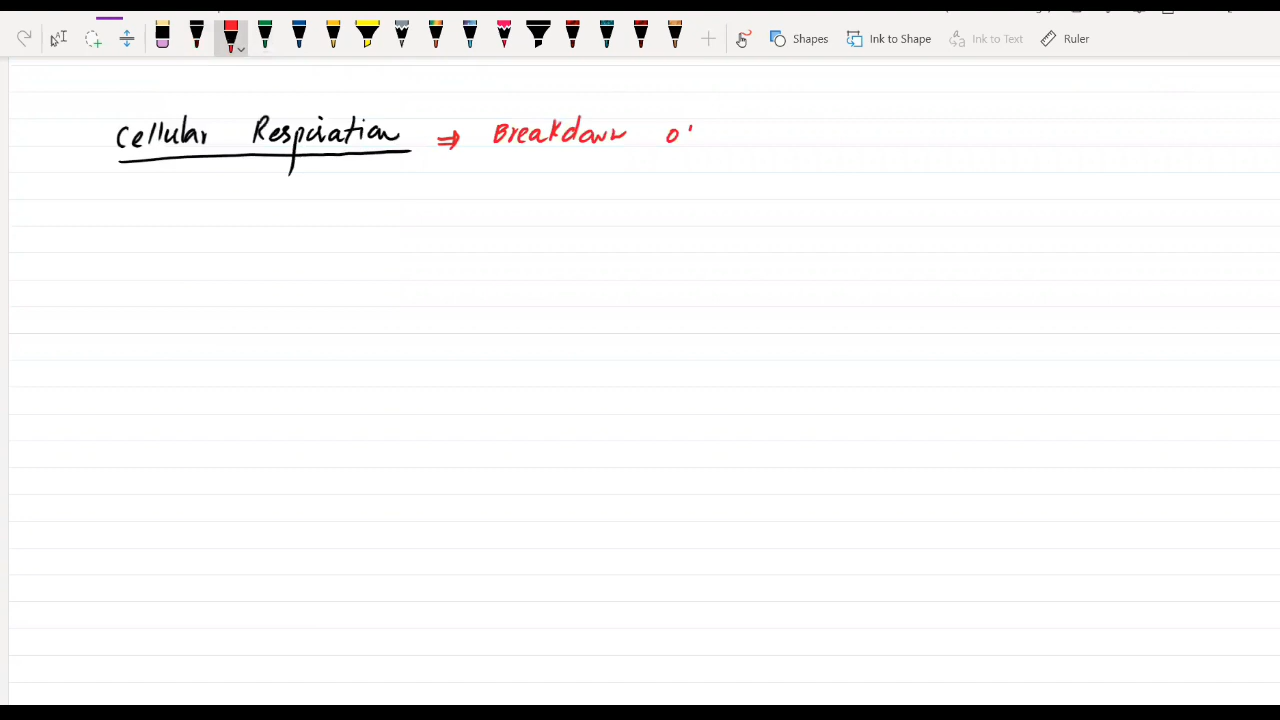 Shapes Ink to Shape Ink to Text Ruler
Cellular Respiration ⇒ Breakdown